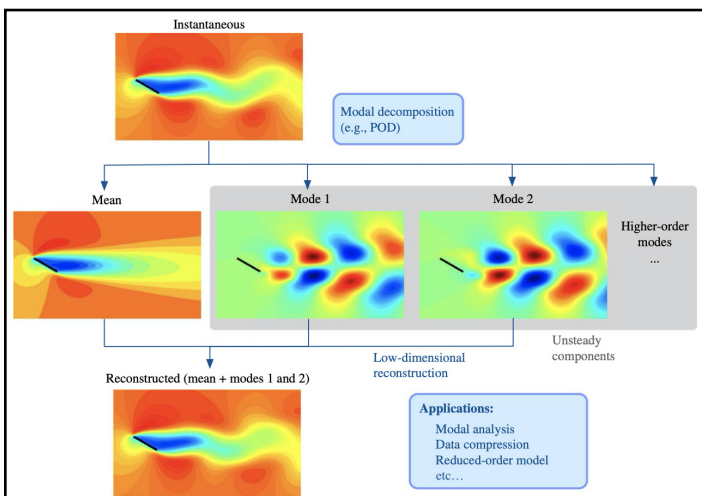 Instantaneous
Modal decomposition
(e.g., POD)
Mean
Mode 1
Mode 2
Higher-order
modes
...
Unsteady
components
Low-dimensional
reconstruction
Reconstructed (mean + modes 1 and 2)
Applications:
Modal analysis
Data compression
Reduced-order model
etc...